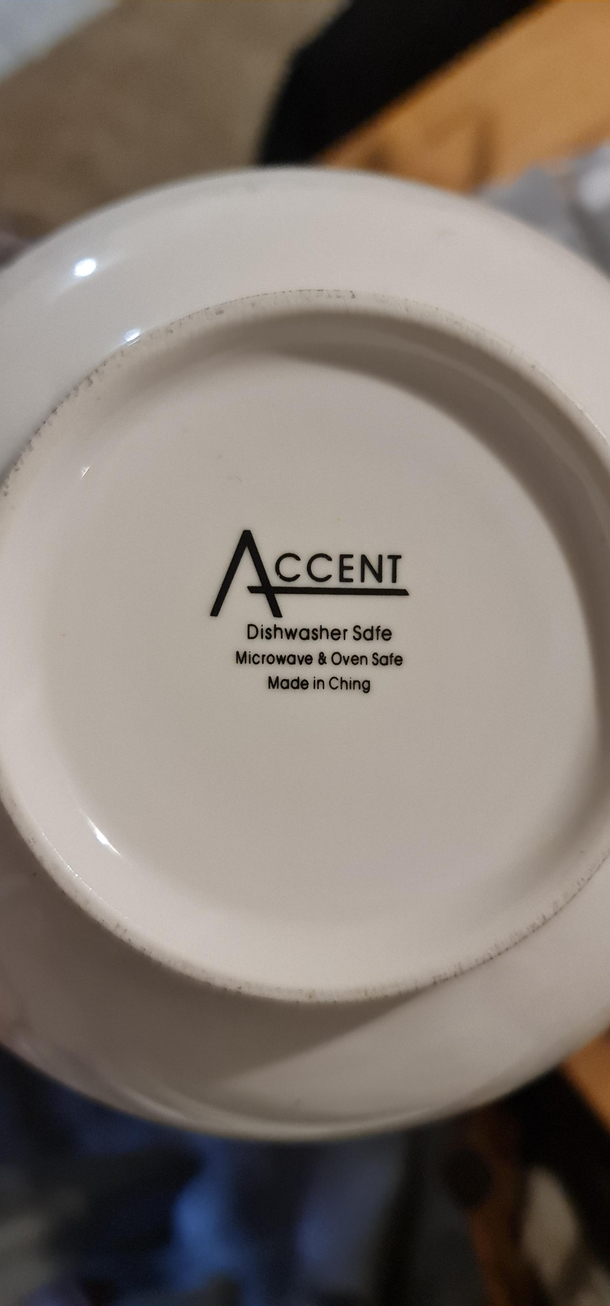 ACCENT
Dishwasher Sdfe
Microwave & Oven Safe
Made in Ching